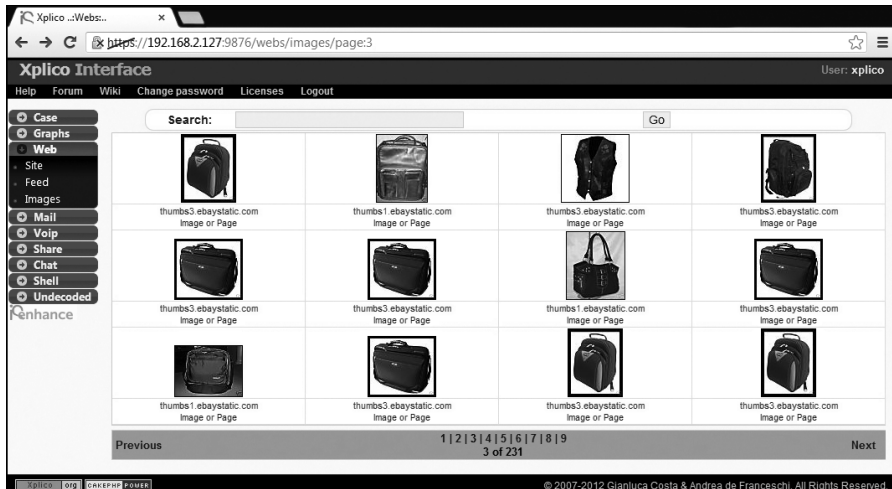 Xplico ..:Webs:..
https://192.168.2.127:9876/webs/images/page:3
Xplico Interface
User: xplico
Help Forum Wiki Change password Licenses Logout
Case
Graphs
Web
Site
Feed
Images
Mail
Voip
Share
Chat
Shell
Undecoded
enhance
Search:
Go
thumbs3.ebaystatic.com
Image or Page
thumbs1.ebaystatic.com
Image or Page
thumbs3.ebaystatic.com
Image or Page
thumbs3.ebaystatic.com
Image or Page
thumbs3.ebaystatic.com
Image or Page
thumbs3.ebaystatic.com
Image or Page
thumbs1.ebaystatic.com
Image or Page
thumbs3.ebaystatic.com
Image or Page
thumbs1.ebaystatic.com
Image or Page
thumbs3.ebaystatic.com
Image or Page
thumbs3.ebaystatic.com
Image or Page
thumbs3.ebaystatic.com
Image or Page
Previous
1 | 2 | 3 | 4 | 5 | 6 | 7 | 8 | 9
3 of 231
Next
Xplico org
CAKEPHP POWER
© 2007-2012 Gianluca Costa & Andrea de Franceschi. All Rights Reserved.